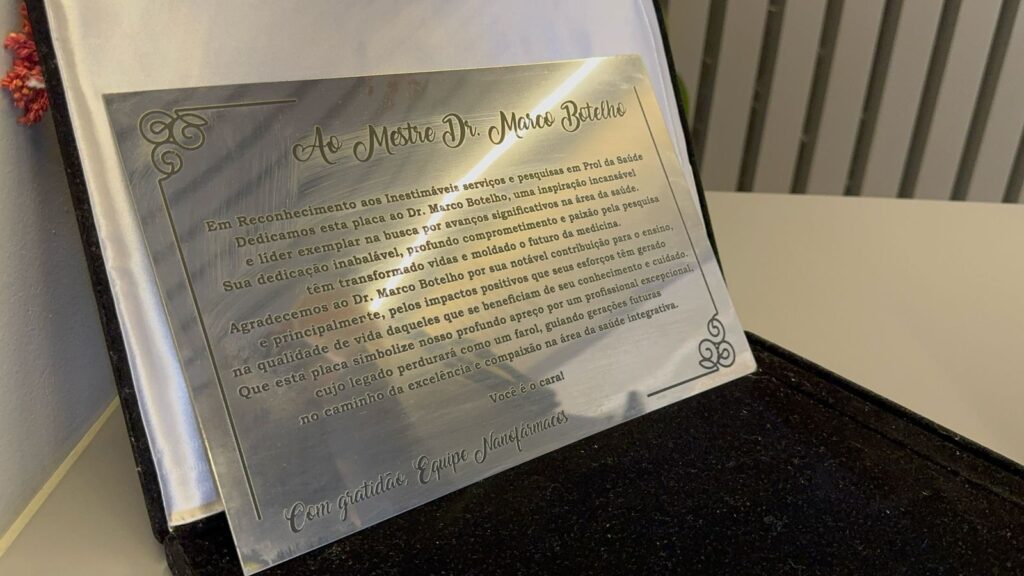 Ao Mestre Dr. Marco Botelho
Em Reconhecimento aos Inestimáveis serviços e pesquisas em Prol da Saúde
Dedicamos esta placa ao Dr. Marco Botelho, uma inspiração incansável
e líder exemplar na busca por avanços significativos na área da saúde.
Sua dedicação inabalável, profundo comprometimento e paixão pela pesquisa
têm transformado vidas e moldado o futuro da medicina.
Agradecemos ao Dr. Marco Botelho por sua notável contribuição para o ensino,
e principalmente, pelos impactos positivos que seus esforços têm gerado
na qualidade de vida daqueles que se beneficiam de seu conhecimento e cuidado.
Que esta placa simbolize nosso profundo apreço por um profissional excepcional,
cujo legado perdurará como um farol, guiando gerações futuras
no caminho da excelência e compaixão na área da saúde integrativa.
Você é o cara!
Com gratidão, Equipe Nanofármacos